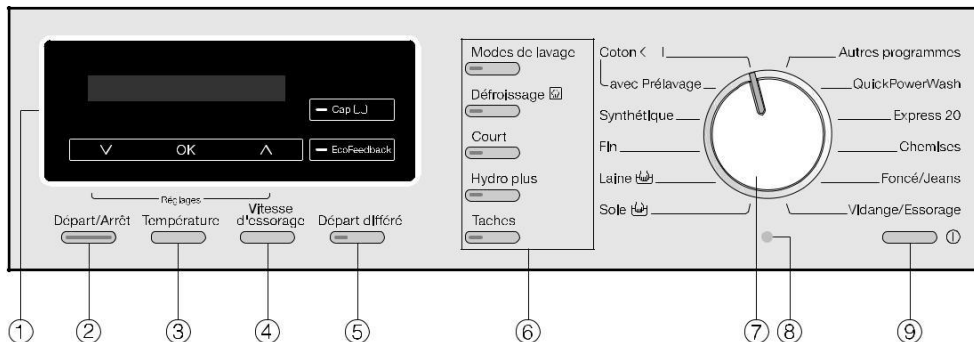 Cap
EcoFeedback
OK
Réglages
Départ/Arrêt
Température
Vitesse
d'essorage
Départ différé
Modes de lavage
Défroissage
Court
Hydro plus
Taches
Coton < I
avec Prélavage
Synthétique
Fin
Laine
Soie
Autres programmes
QuickPowerWash
Express 20
Chemises
Foncé/Jeans
Vidange/Essorage
① ② ③ ④ ⑤ ⑥ ⑦ ⑧ ⑨